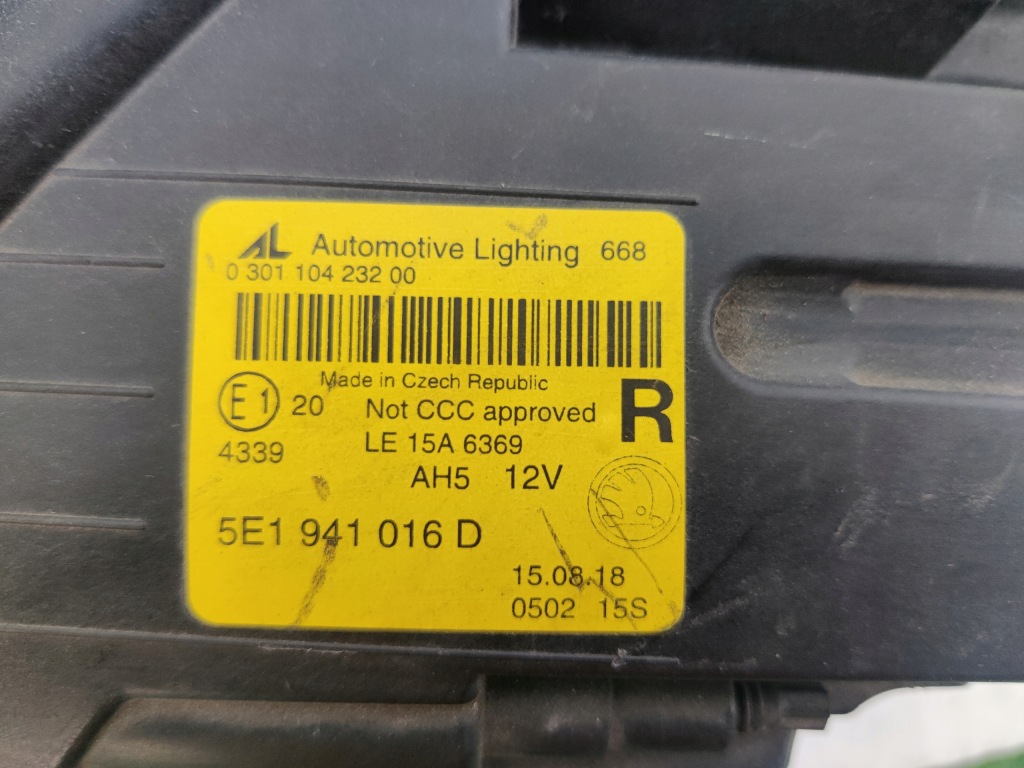 AL Automotive Lighting 668
0 301 104 232 00
Made in Czech Republic
E1 20 Not CCC approved R
4339 LE 15A 6369
AH5 12V
5E1 941 016 D
15.08.18
0502 15S